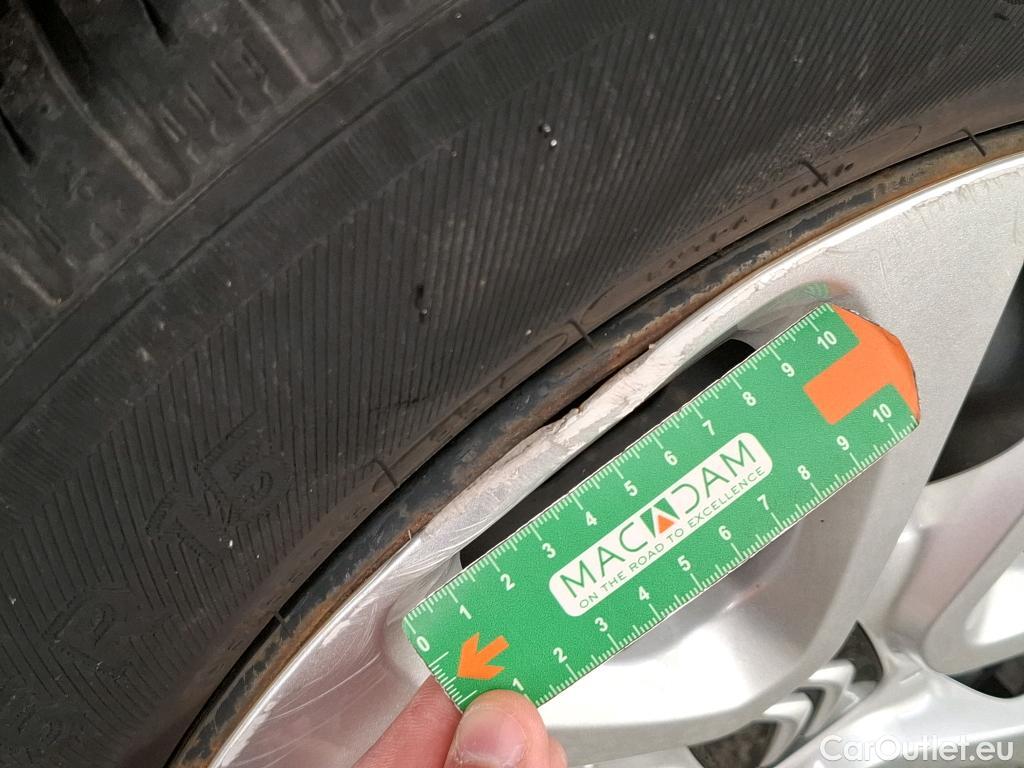 R 15
0 1 2 3 4 5 6 7 8 9 10
MACADAM
ON THE ROAD TO EXCELLENCE
1 2 3 4 5 6 7 8 9 10
CarOutlet.eu